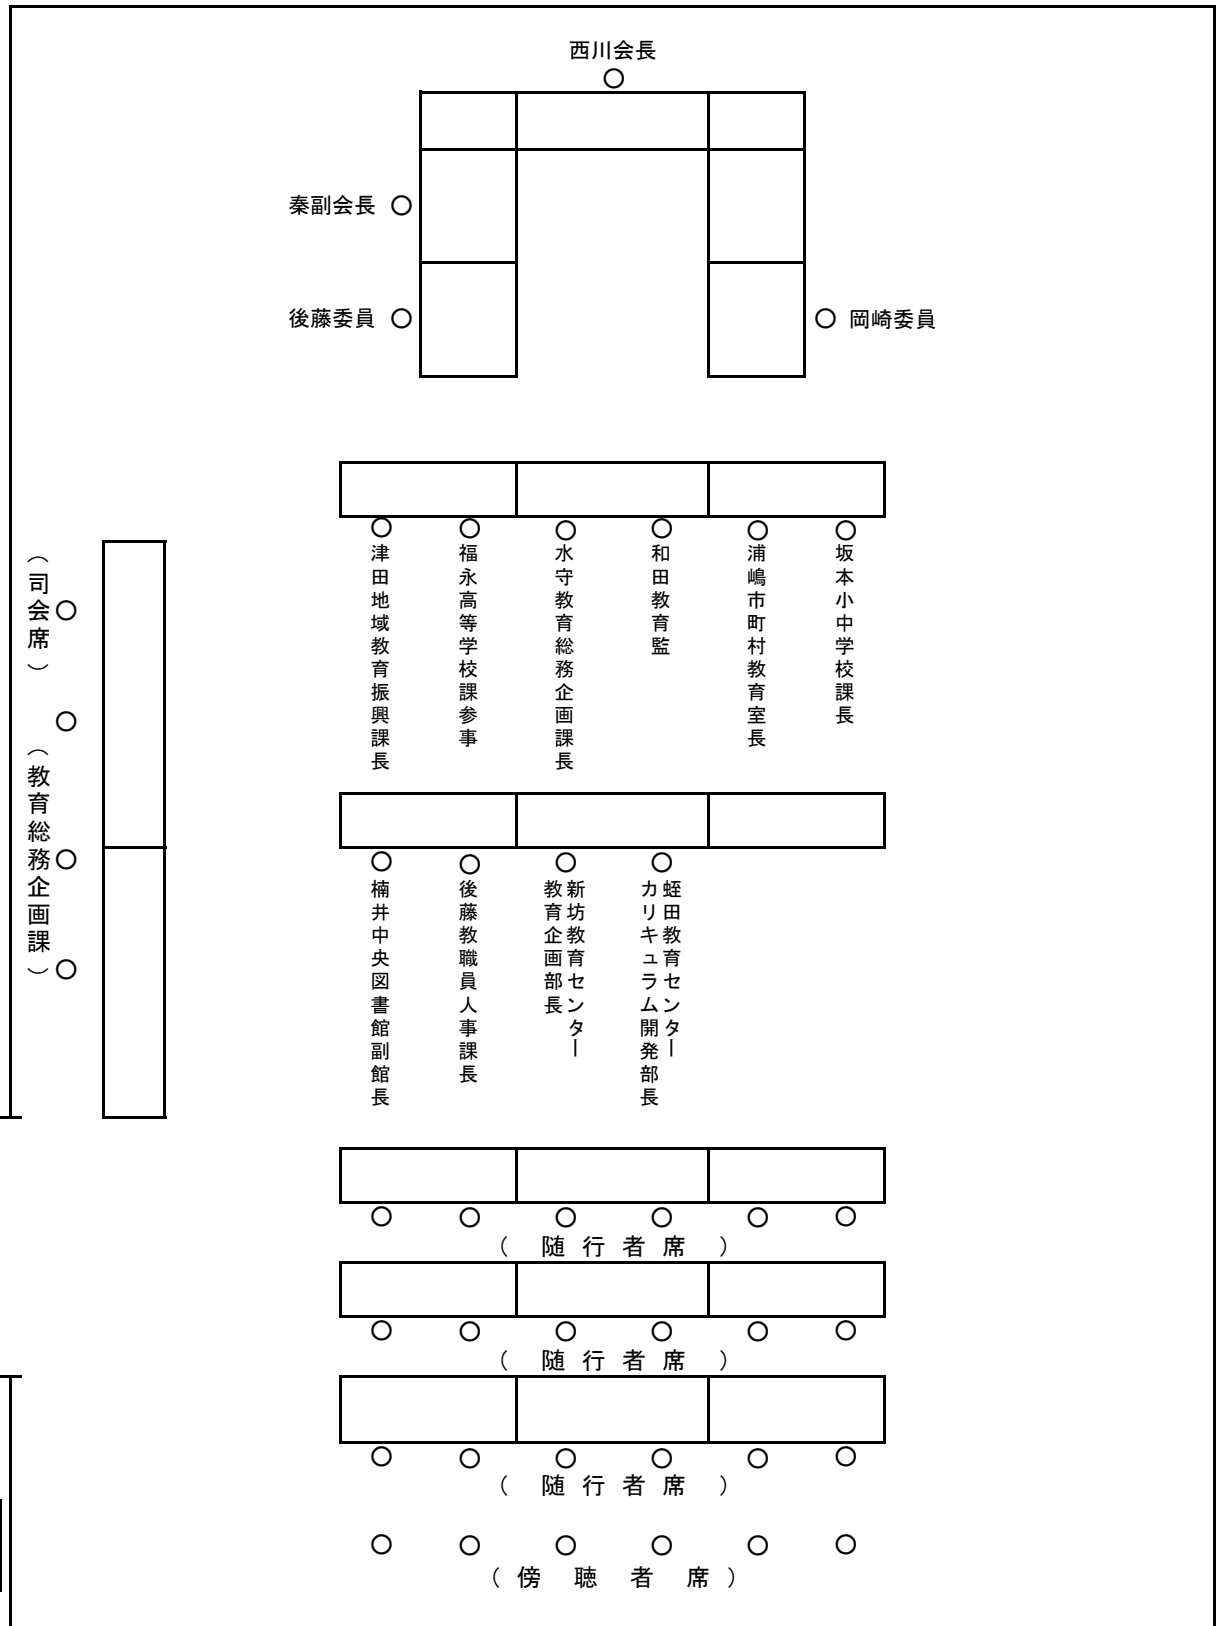 西川会長
秦副会長
後藤委員
岡崎委員
津田地域教育振興課長
福永高等学校課参事
水守教育総務企画課長
和田教育監
浦嶋市町村教育室長
坂本小中学校課長
（司会席）
（教育総務企画課）
楠井中央図書館副館長
後藤教職員人事課長
新坊教育センター
教育企画部長
蛭田教育センター
カリキュラム開発部長
（　随　行　者　席　）
（　随　行　者　席　）
（　随　行　者　席　）
（　傍　聴　者　席　）